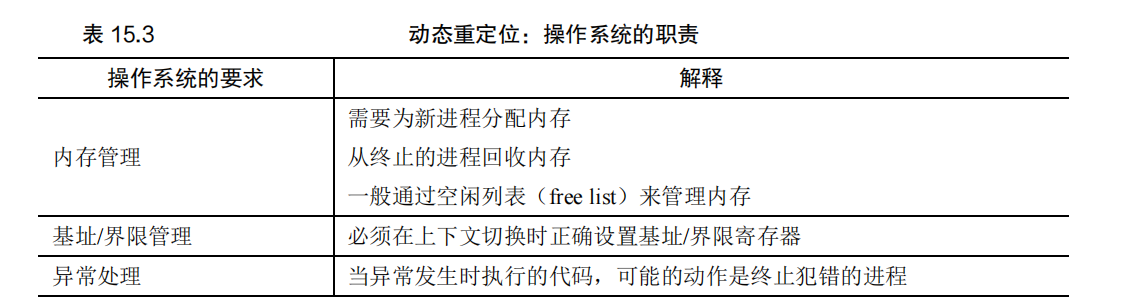 表 15.3 动态重定位：操作系统的职责
操作系统的要求 解释
内存管理
需要为新进程分配内存
从终止的进程回收内存
一般通过空闲列表（free list）来管理内存
基址/界限管理 必须在上下文切换时正确设置基址/界限寄存器
异常处理 当异常发生时执行的代码，可能的动作是终止犯错的进程